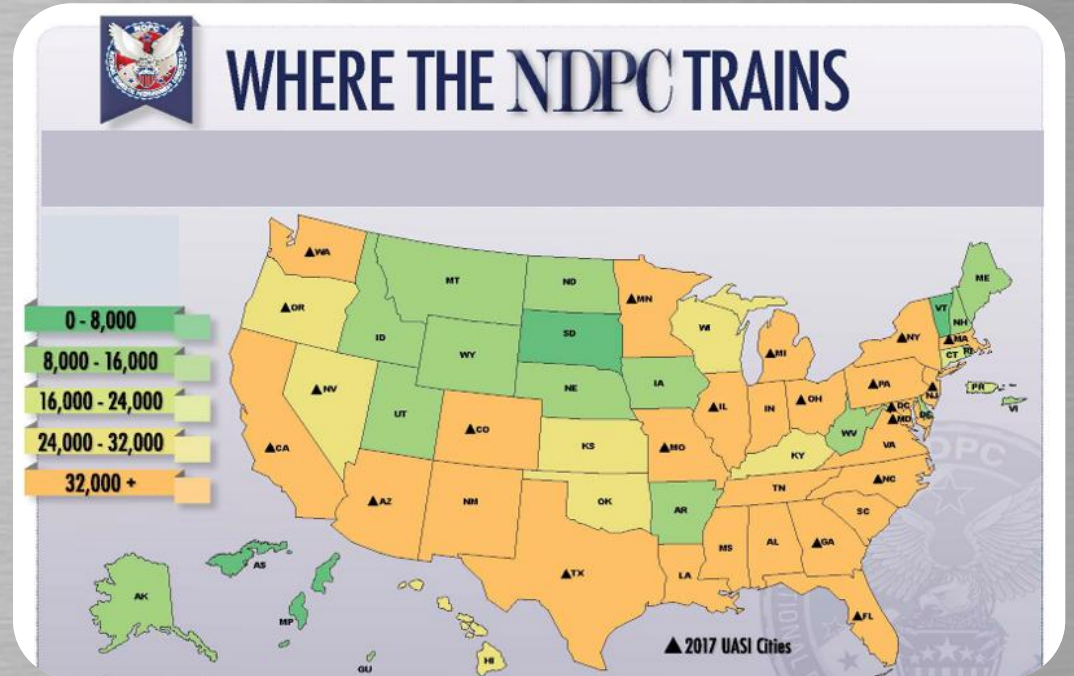 WHERE THE NDPC TRAINS
0 - 8,000
8,000 - 16,000
16,000 - 24,000
24,000 - 32,000
32,000 +
▲WA
MT
ND
▲MN
ME
▲OR
ID
WY
SD
WI
▲MI
VT
NH
▲NY
▲MA
CT
RI
▲NV
UT
▲CO
NE
IA
▲IL
IN
▲OH
▲PA
▲NJ
▲DC
▲MD
DE
PR
VI
▲CA
KS
▲MO
KY
WV
VA
▲AZ
NM
OK
AR
TN
▲NC
SC
▲TX
LA
MS
AL
▲GA
▲FL
AK
AS
MP
GU
HI
▲ 2017 UASI Cities